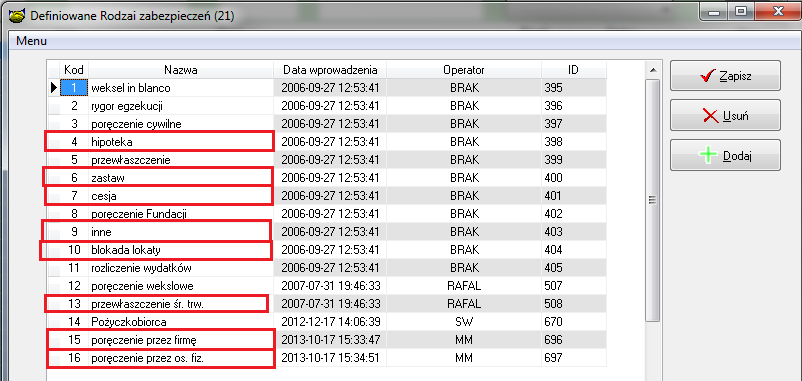 Definiowane Rodzai zabezpieczeń (21)
Menu
Kod Nazwa Data wprowadzenia Operator ID
1 weksel in blanco 2006-09-27 12:53:41 BRAK 395
2 rygor egzekucji 2006-09-27 12:53:41 BRAK 396
3 poręczenie cywilne 2006-09-27 12:53:41 BRAK 397
4 hipoteka 2006-09-27 12:53:41 BRAK 398
5 przewłaszczenie 2006-09-27 12:53:41 BRAK 399
6 zastaw 2006-09-27 12:53:41 BRAK 400
7 cesja 2006-09-27 12:53:41 BRAK 401
8 poręczenie Fundacji 2006-09-27 12:53:41 BRAK 402
9 inne 2006-09-27 12:53:41 BRAK 403
10 blokada lokaty 2006-09-27 12:53:41 BRAK 404
11 rozliczenie wydatków 2006-09-27 12:53:41 BRAK 405
12 poręczenie wekslowe 2007-07-31 19:46:33 RAFAL 507
13 przewłaszczenie śr. trw. 2007-07-31 19:46:33 RAFAL 508
14 Pożyczkobiorca 2012-12-17 14:06:39 SW 670
15 poręczenie przez firmę 2013-10-17 15:33:47 MM 696
16 poręczenie przez os. fiz. 2013-10-17 15:34:51 MM 697
Zapisz
Usuń
Dodaj